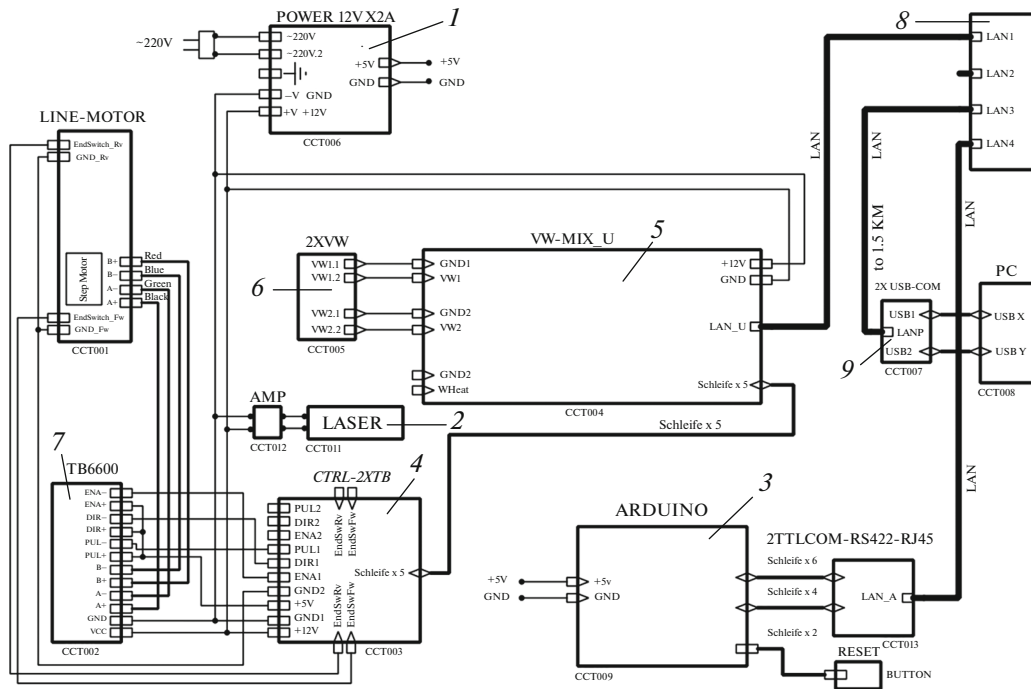 POWER 12V X2A
1
~220V
~220V
~220V.2
+5V
+5V
GND
GND
–V GND
+V +12V
CCT006
8
LAN1
LAN2
LAN3
LAN4
LAN
LAN
LAN
to 1.5 KM
LINE-MOTOR
EndSwitch_Rv
GND_Rv
Step Motor
B+
B–
A–
A+
Red
Blue
Green
Black
EndSwitch_Fw
GND_Fw
CCT001
2XVW
6
VW1.1
VW1.2
VW2.1
VW2.2
CCT005
VW-MIX_U
5
GND1
VW1
GND2
VW2
GND2
WHeat
+12V
GND
LAN_U
Schleife x 5
CCT004
Schleife x 5
2X USB-COM
USB1
LANP
USB2
9
CCT007
PC
USB X
USB Y
CCT008
AMP
CCT012
LASER
2
CCT011
7
TB6600
ENA–
ENA+
DIR–
DIR+
PUL–
PUL+
B–
B+
A–
A+
GND
VCC
CCT002
CTRL-2XTB
4
PUL2
DIR2
ENA2
PUL1
DIR1
ENA1
GND2
+5V
GND1
+12V
EndSwRv
EndSwFw
EndSwRv
EndSwFw
Schleife x 5
CCT003
3
ARDUINO
+5V
GND
+5v
GND
CCT009
2TTLCOM-RS422-RJ45
Schleife x 6
Schleife x 4
Schleife x 2
LAN_A
CCT013
LAN
RESET
BUTTON